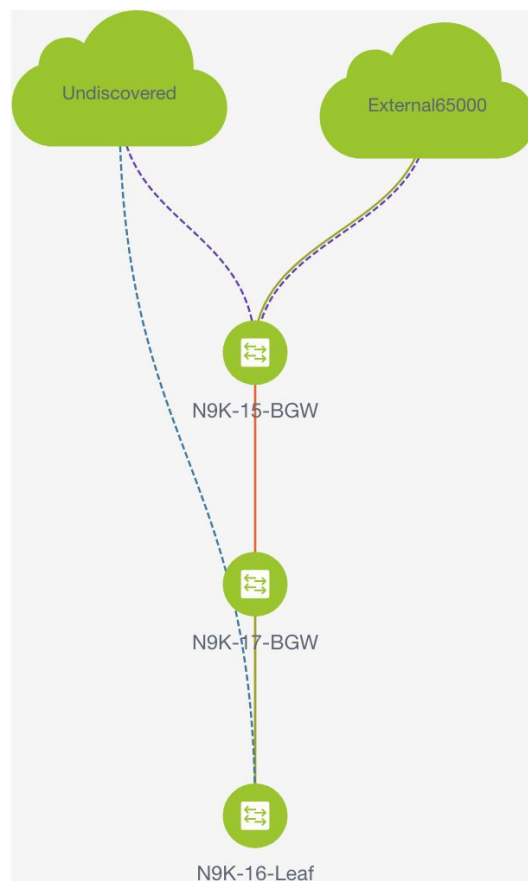 Undiscovered
External65000
N9K-15-BGW
N9K-17-BGW
N9K-16-Leaf